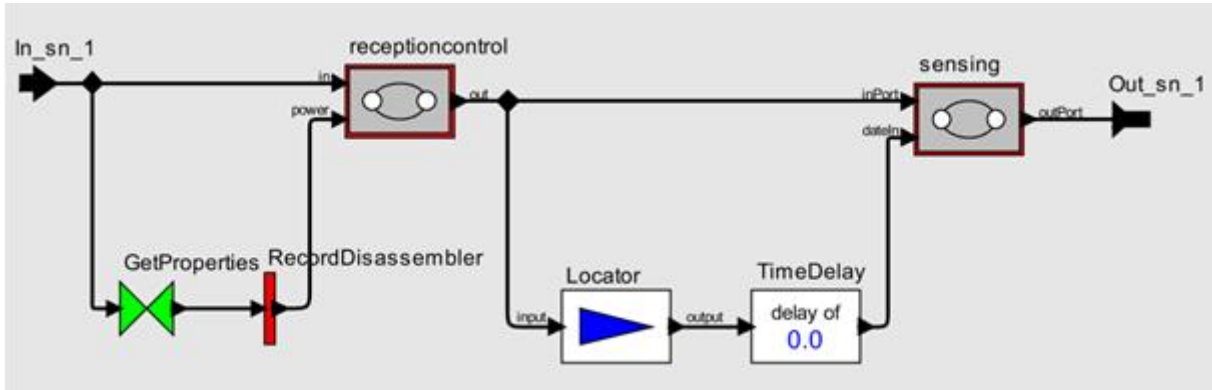 In_sn_1
receptioncontrol
in
power
out
inPort
dateIn
sensing
outPort
Out_sn_1
GetProperties
RecordDisassembler
Locator
input
output
TimeDelay
delay of
0.0